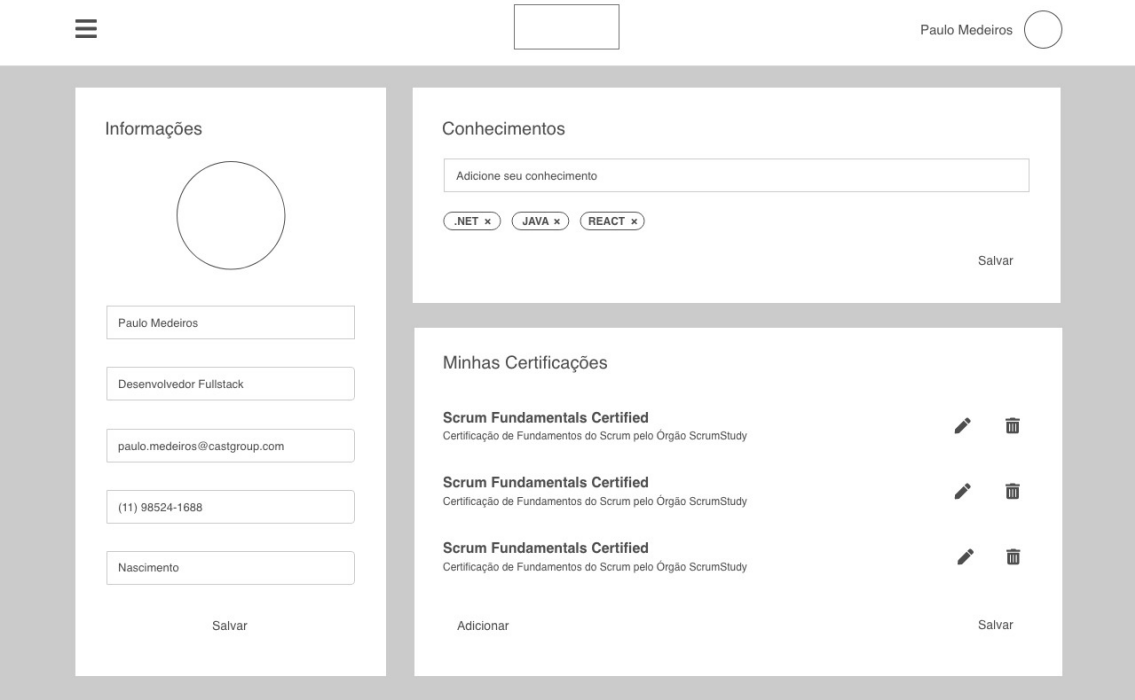 Paulo Medeiros
Informações
Paulo Medeiros
Desenvolvedor Fullstack
paulo.medeiros@castgroup.com
(11) 98524-1688
Nascimento
Salvar
Conhecimentos
Adicione seu conhecimento
.NET × JAVA × REACT ×
Salvar
Minhas Certificações
Scrum Fundamentals Certified
Certificação de Fundamentos do Scrum pelo Órgão ScrumStudy
Scrum Fundamentals Certified
Certificação de Fundamentos do Scrum pelo Órgão ScrumStudy
Scrum Fundamentals Certified
Certificação de Fundamentos do Scrum pelo Órgão ScrumStudy
Adicionar Salvar